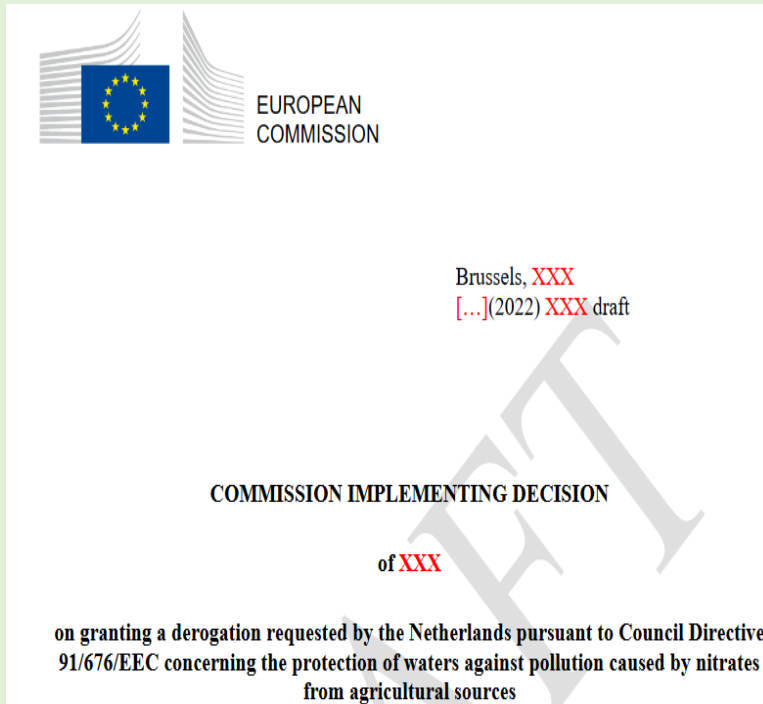 EUROPEAN
COMMISSION
Brussels, XXX
[...](2022) XXX draft
COMMISSION IMPLEMENTING DECISION
of XXX
on granting a derogation requested by the Netherlands pursuant to Council Directive
91/676/EEC concerning the protection of waters against pollution caused by nitrates
from agricultural sources
AFT